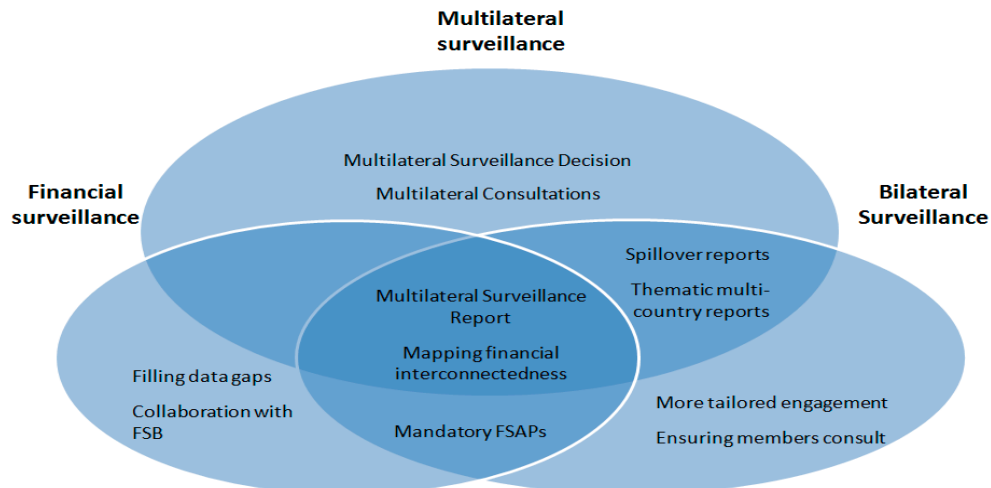 Multilateral
surveillance
Multilateral Surveillance Decision
Multilateral Consultations
Financial
surveillance
Bilateral
Surveillance
Spillover reports
Thematic multi-
country reports
Multilateral Surveillance
Report
Mapping financial
interconnectedness
Filling data gaps
Collaboration with
FSB
Mandatory FSAPs
More tailored engagement
Ensuring members consult